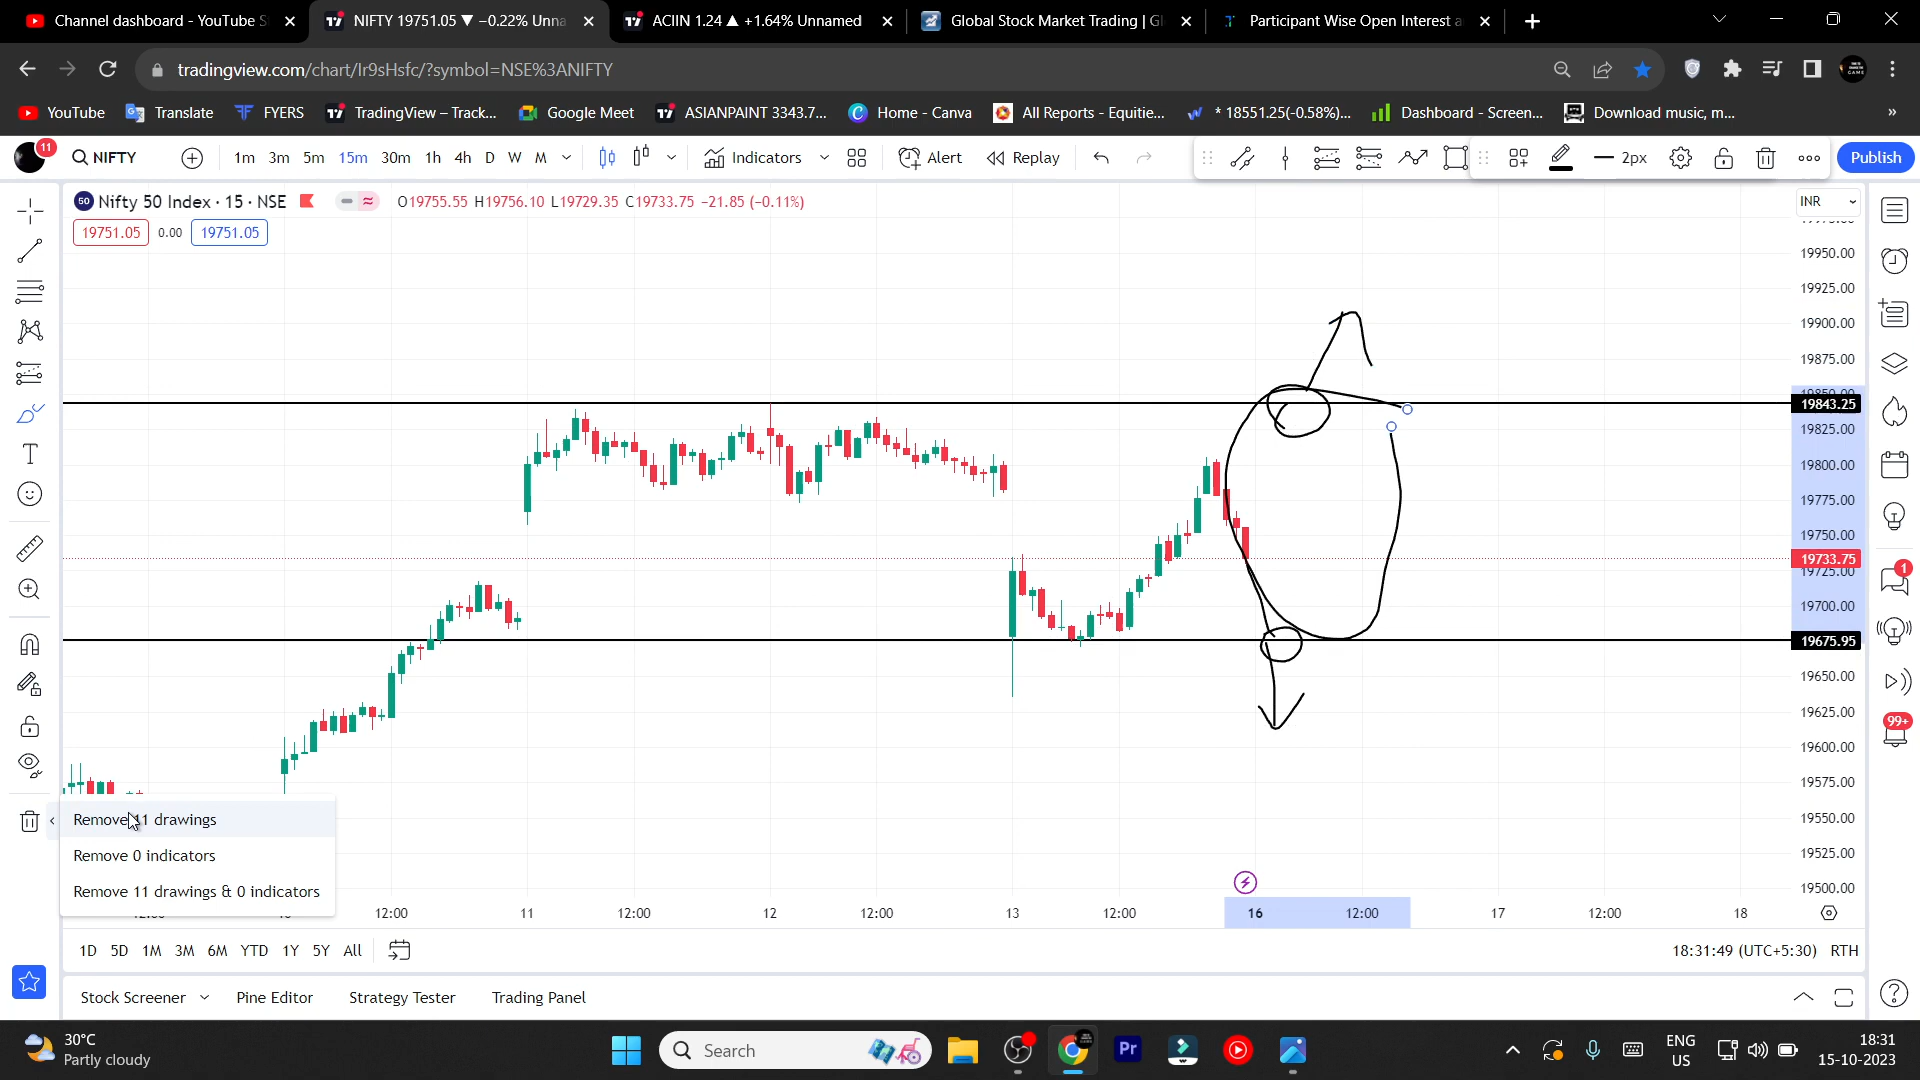 Channel dashboard - YouTube S
NIFTY 19751.05 ▼ −0.22% Unna
ACIIN 1.24 ▲ +1.64% Unnamed
Global Stock Market Trading | Gl
Participant Wise Open Interest a
tradingview.com/chart/Ir9sHsfc/?symbol=NSE%3ANIFTY
YouTube
Translate
FYERS
TradingView – Track...
Google Meet
ASIANPAINT 3343.7...
Home - Canva
All Reports - Equitie...
* 18551.25(-0.58%)...
Dashboard - Screen...
Download music, m...
»
11
NIFTY
1m 3m 5m 15m 30m 1h 4h D W M
Indicators
Alert
Replay
2px
Publish
50 Nifty 50 Index · 15 · NSE
O19755.55 H19756.10 L19729.35 C19733.75 −21.85 (−0.11%)
INR
19751.05 0.00 19751.05
19950.00
19925.00
19900.00
19875.00
19843.25
19825.00
19800.00
19775.00
19750.00
19733.75
19725.00
19700.00
19675.95
19650.00
19625.00
19600.00
19575.00
19550.00
19525.00
19500.00
1
99+
Remove 11 drawings
Remove 0 indicators
Remove 11 drawings & 0 indicators
12:00 11 12:00 12 12:00 13 12:00 16 12:00 17 12:00 18
1D 5D 1M 3M 6M YTD 1Y 5Y All
18:31:49 (UTC+5:30) RTH
Stock Screener
Pine Editor
Strategy Tester
Trading Panel
30°C
Partly cloudy
Search
Pr
ENG
US
18:31
15-10-2023